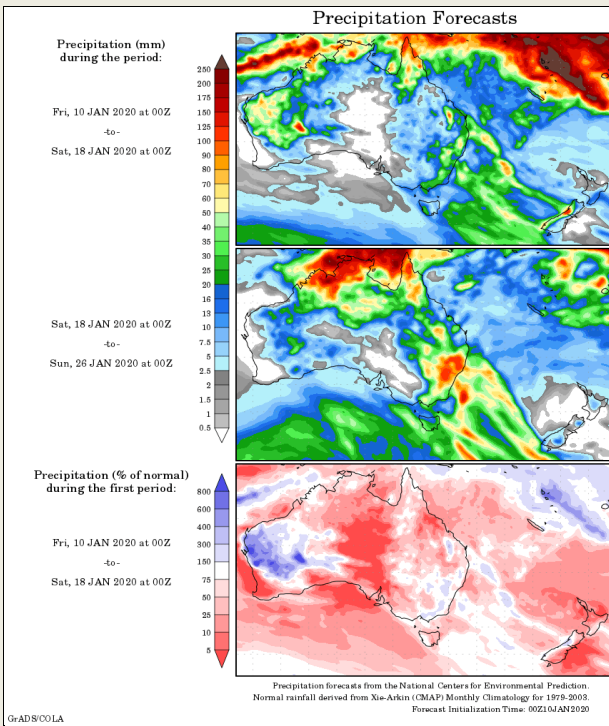 Precipitation Forecasts
Precipitation (mm)
during the period:
Fri, 10 JAN 2020 at 00Z
-to-
Sat, 18 JAN 2020 at 00Z
250
200
175
150
125
100
90
80
70
60
50
40
35
30
25
20
16
13
10
7.5
5
2.5
2
1.5
1
0.5
Sat, 18 JAN 2020 at 00Z
-to-
Sun, 26 JAN 2020 at 00Z
Precipitation (% of normal)
during the first period:
Fri, 10 JAN 2020 at 00Z
-to-
Sat, 18 JAN 2020 at 00Z
800
600
400
300
150
75
50
25
10
5
Precipitation forecasts from the National Centers for Environmental Prediction.
Normal rainfall derived from Xie-Arkin (CMAP) Monthly Climatology for 1979-2003.
Forecast Initialization Time: 00Z10JAN2020
GrADS/COLA